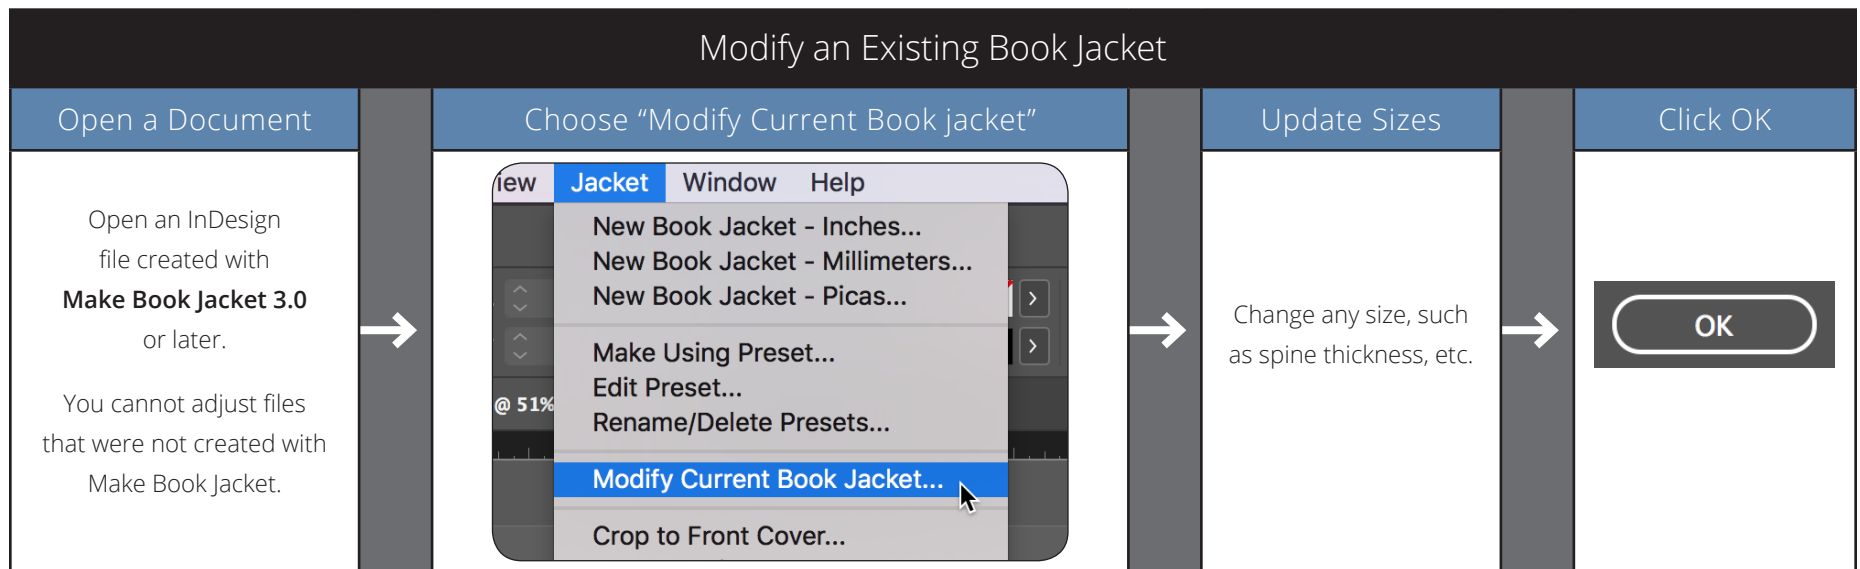 Modify an Existing Book Jacket
Open a Document
Open an InDesign
file created with
Make Book Jacket 3.0
or later.
You cannot adjust files
that were not created with
Make Book Jacket.
Choose “Modify Current Book jacket”
iew Jacket Window Help
New Book Jacket - Inches...
New Book Jacket - Millimeters...
New Book Jacket - Picas...
Make Using Preset...
Edit Preset...
@ 51%
Rename/Delete Presets...
Modify Current Book Jacket...
Crop to Front Cover...
Update Sizes
Change any size, such
as spine thickness, etc.
Click OK
OK